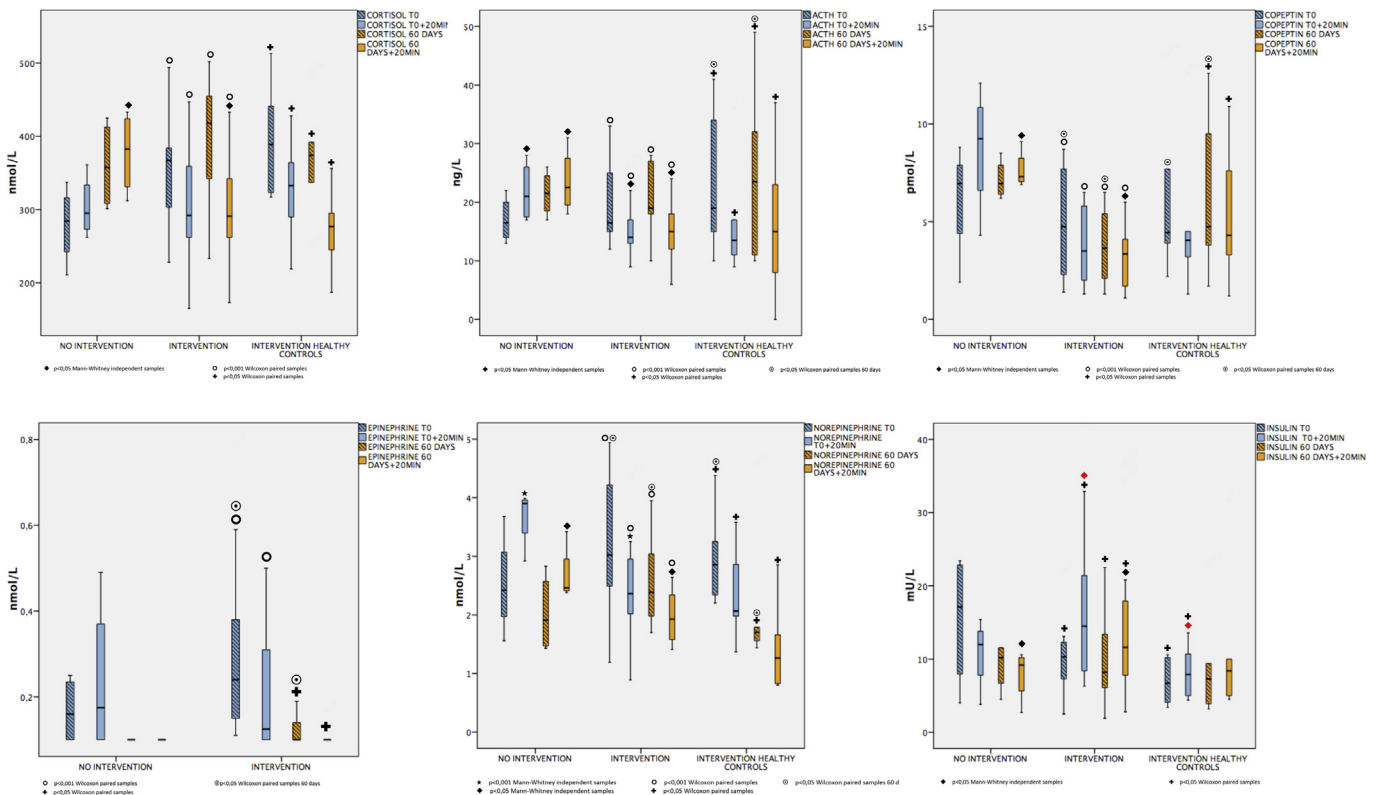 CORTISOL T0
CORTISOL T0+20MIN
CORTISOL 60 DAYS
CORTISOL 60
DAYS+20MIN
500
400
300
200
nmol/L
NO INTERVENTION
INTERVENTION
INTERVENTION HEALTHY
CONTROLS
p<0,05 Mann-Whitney independent samples
p<0,001 Wilcoxon paired samples
p<0,05 Wilcoxon paired samples
ACTH T0
ACTH T0+20MIN
ACTH 60 DAYS
ACTH 60 DAYS+20MIN
50
40
30
20
10
0
ng/L
NO INTERVENTION
INTERVENTION
INTERVENTION HEALTHY
CONTROLS
p<0,05 Mann-Whitney independent samples
p<0,001 Wilcoxon paired samples
p<0,05 Wilcoxon paired samples 60 days
p<0,05 Wilcoxon paired samples
COPEPTIN T0
COPEPTIN T0+20MIN
COPEPTIN 60 DAYS
COPEPTIN 60
DAYS+20MIN
15
10
5
0
pmol/L
NO INTERVENTION
INTERVENTION
INTERVENTION HEALTHY
CONTROLS
p<0,05 Mann-Whitney independent samples
p<0,001 Wilcoxon paired samples
p<0,05 Wilcoxon paired samples 60 days
p<0,05 Wilcoxon paired samples
EPINEPHRINE T0
EPINEPHRINE T0+20MIN
EPINEPHRINE 60 DAYS
EPINEPHRINE 60
DAYS+20MIN
0,8
0,6
0,4
0,2
nmol/L
NO INTERVENTION
INTERVENTION
p<0,001 Wilcoxon paired samples
p<0,05 Wilcoxon paired samples 60 days
p<0,05 Wilcoxon paired samples
NOREPINEPHRINE T0
NOREPINEPHRINE
T0+20MIN
NOREPINEPHRINE 60 DAYS
NOREPINEPHRINE 60
DAYS+20MIN
5
4
3
2
1
0
nmol/L
NO INTERVENTION
INTERVENTION
INTERVENTION HEALTHY
CONTROLS
p<0,001 Mann-Whitney independent samples
p<0,001 Wilcoxon paired samples
p<0,05 Wilcoxon paired samples 60 d
p<0,05 Mann-Whitney independent samples
p<0,05 Wilcoxon paired samples
INSULIN T0
INSULIN T0+20MIN
INSULIN 60 DAYS
INSULIN 60 DAYS+20MIN
40
30
20
10
0
mU/L
NO INTERVENTION
INTERVENTION
INTERVENTION HEALTHY
CONTROLS
p<0,05 Mann-Whitney independent samples
p<0,05 Wilcoxon paired samples